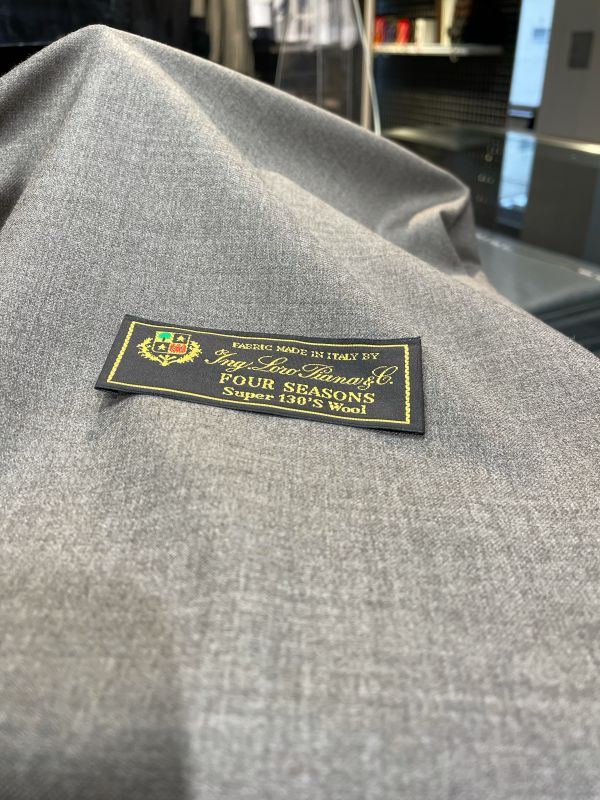 FABRIC MADE IN ITALY BY
Ing. Loro Piana & C.
FOUR SEASONS
Super 130'S Wool